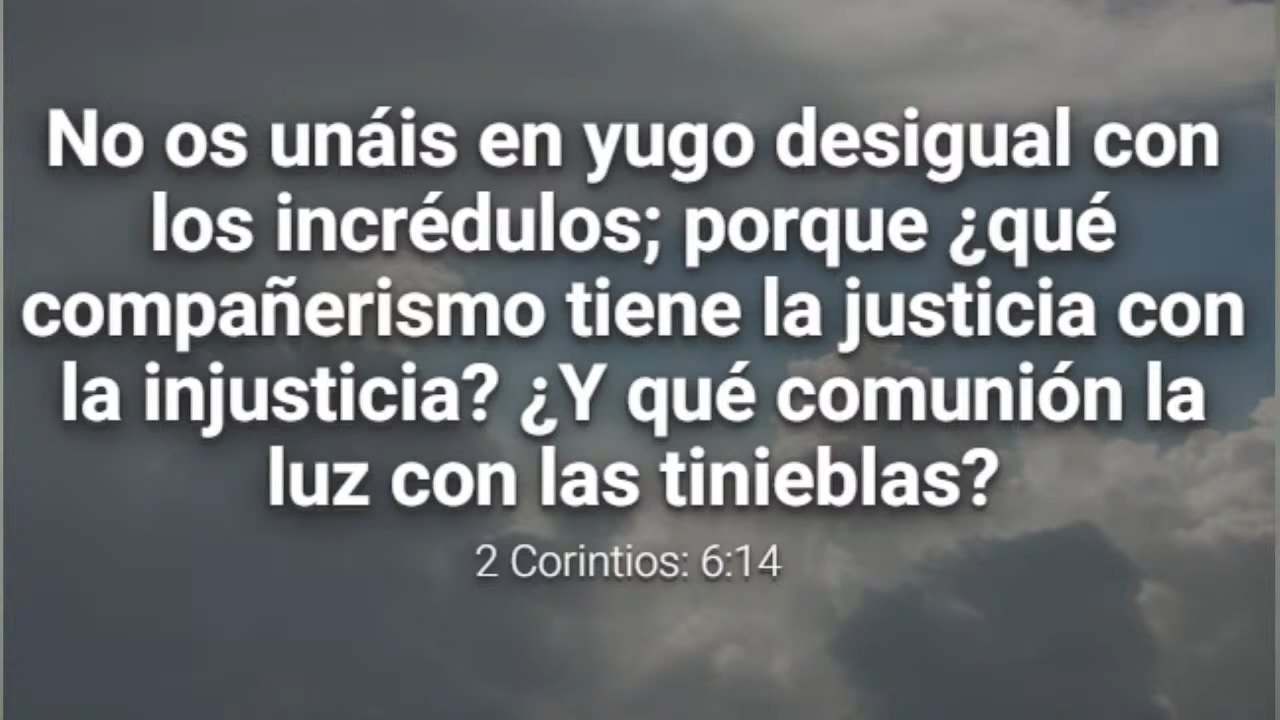 No os unáis en yugo desigual con
los incrédulos; porque ¿qué
compañerismo tiene la justicia con
la injusticia? ¿Y qué comunión la
luz con las tinieblas?
2 Corintios: 6:14